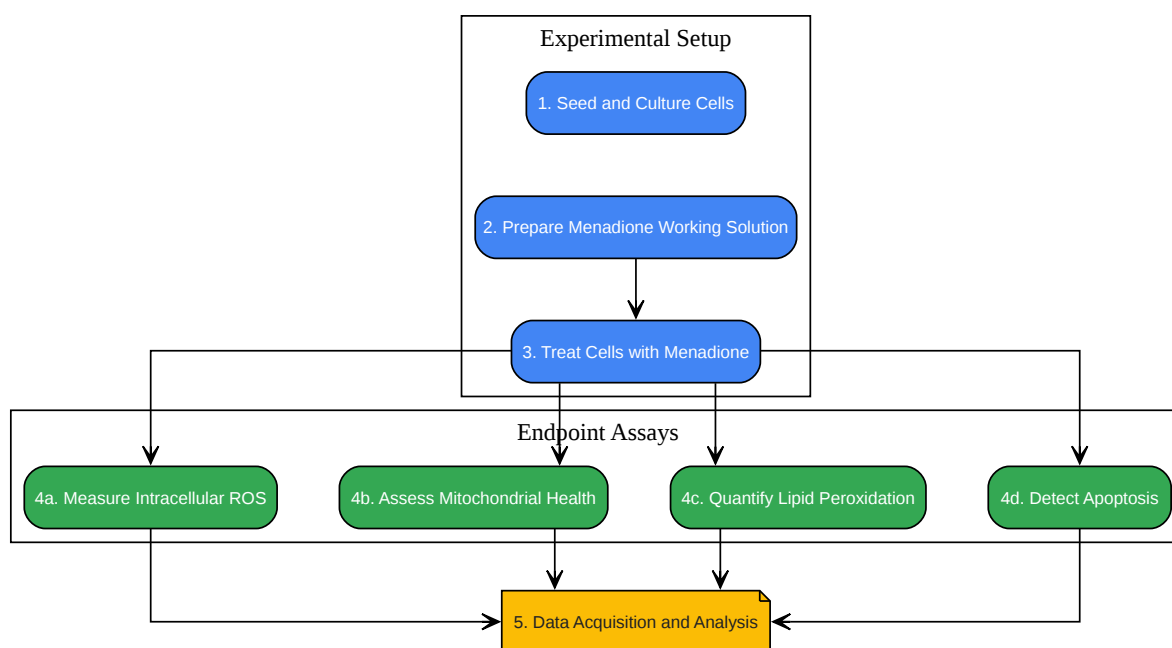 Experimental Setup
1. Seed and Culture Cells
2. Prepare Menadione Working Solution
3. Treat Cells with Menadione
Endpoint Assays
4a. Measure Intracellular ROS
4b. Assess Mitochondrial Health
4c. Quantify Lipid Peroxidation
4d. Detect Apoptosis
5. Data Acquisition and Analysis